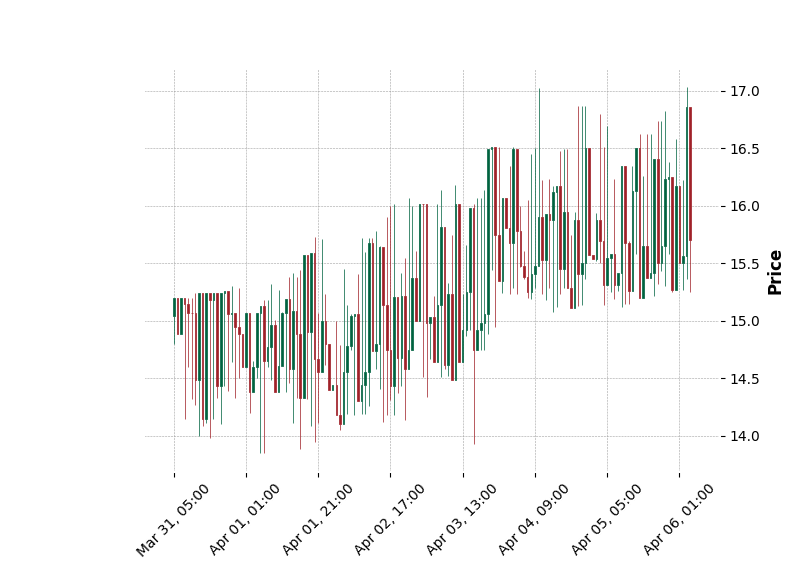 17.0
16.5
16.0
15.5
15.0
14.5
14.0
Price
Mar 31, 05:00
Apr 01, 01:00
Apr 01, 21:00
Apr 02, 17:00
Apr 03, 13:00
Apr 04, 09:00
Apr 05, 05:00
Apr 06, 01:00